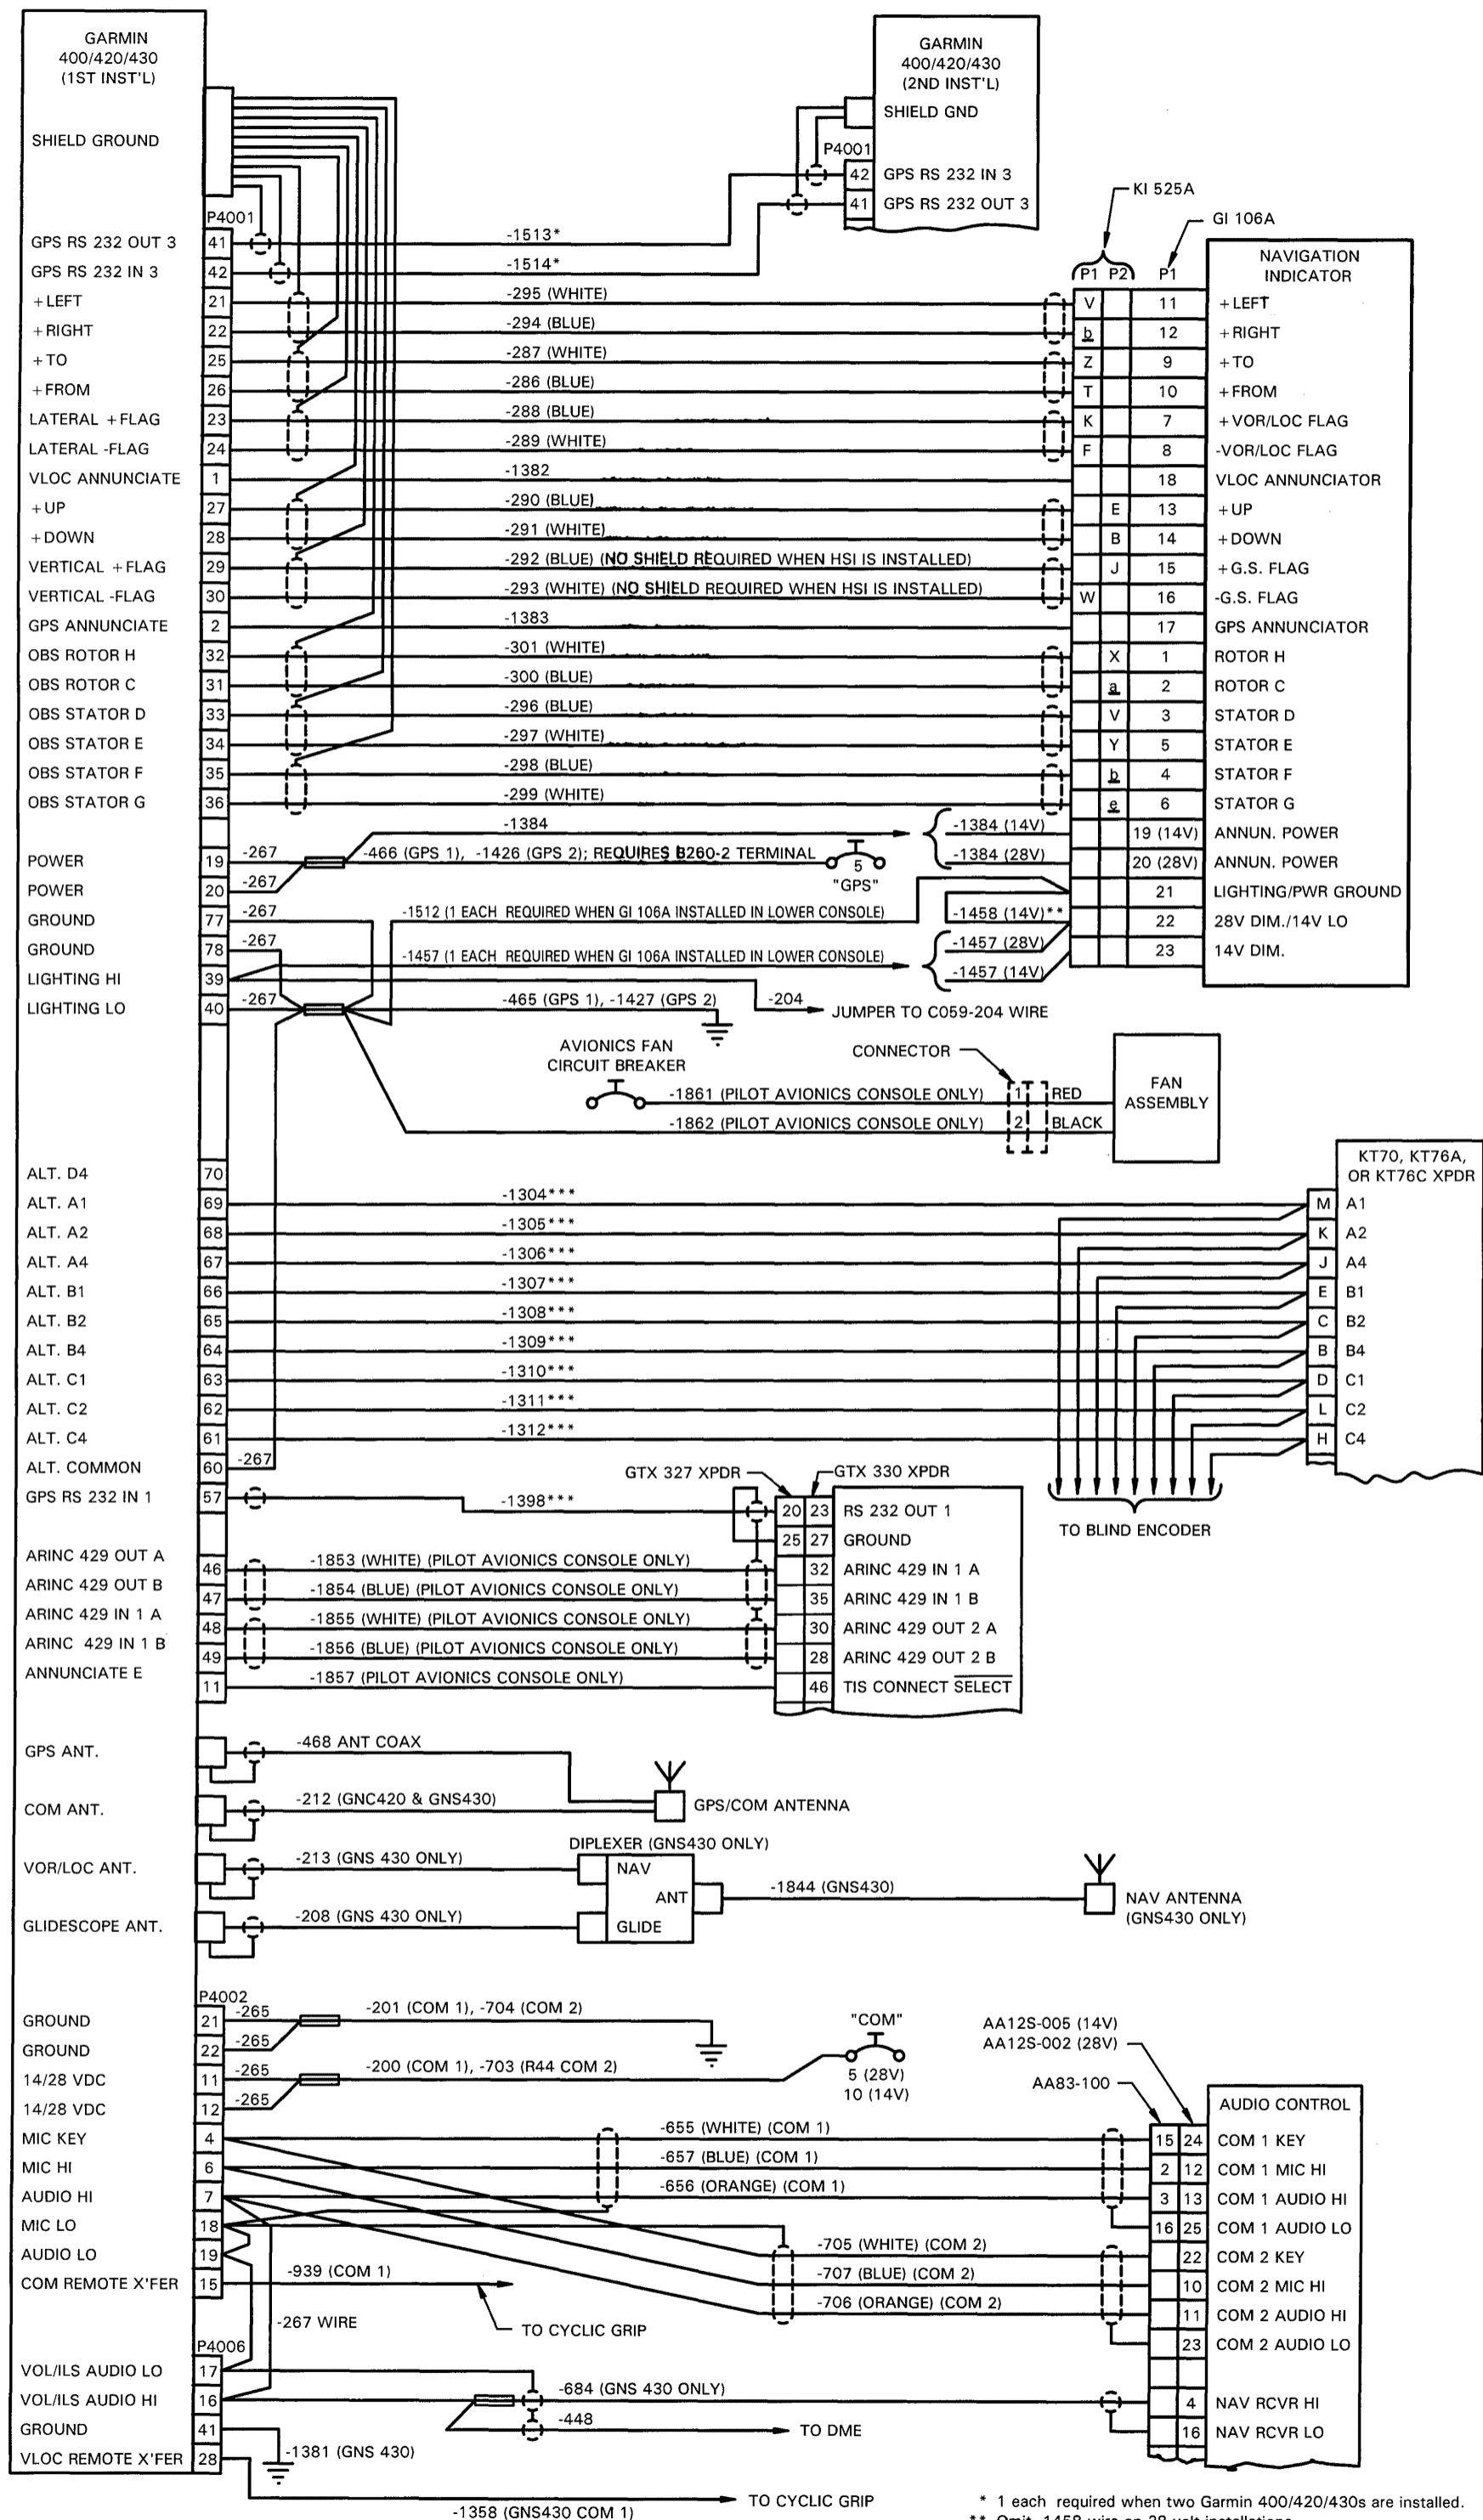 GARMIN
400/420/430
(1ST INST'L)
SHIELD GROUND
GARMIN
400/420/430
(2ND INST'L)
SHIELD GND
P4001
42 GPS RS 232 IN 3
41 GPS RS 232 OUT 3
KI 525A
GI 106A
P1 P2 P1
NAVIGATION
INDICATOR
P4001
GPS RS 232 OUT 3 41 -1513*
GPS RS 232 IN 3 42 -1514*
+LEFT 21 -295 (WHITE) V 11 +LEFT
+RIGHT 22 -294 (BLUE) b 12 +RIGHT
+TO 25 -287 (WHITE) Z 9 +TO
+FROM 26 -286 (BLUE) T 10 +FROM
LATERAL +FLAG 23 -288 (BLUE) K 7 +VOR/LOC FLAG
LATERAL -FLAG 24 -289 (WHITE) F 8 -VOR/LOC FLAG
VLOC ANNUNCIATE 1 -1382 18 VLOC ANNUNCIATOR
+UP 27 -290 (BLUE) E 13 +UP
+DOWN 28 -291 (WHITE) B 14 +DOWN
VERTICAL +FLAG 29 -292 (BLUE) (NO SHIELD REQUIRED WHEN HSI IS INSTALLED) J 15 +G.S. FLAG
VERTICAL -FLAG 30 -293 (WHITE) (NO SHIELD REQUIRED WHEN HSI IS INSTALLED) W 16 -G.S. FLAG
GPS ANNUNCIATE 2 -1383 17 GPS ANNUNCIATOR
OBS ROTOR H 32 -301 (WHITE) X 1 ROTOR H
OBS ROTOR C 31 -300 (BLUE) a 2 ROTOR C
OBS STATOR D 33 -296 (BLUE) V 3 STATOR D
OBS STATOR E 34 -297 (WHITE) Y 5 STATOR E
OBS STATOR F 35 -298 (BLUE) b 4 STATOR F
OBS STATOR G 36 -299 (WHITE) e 6 STATOR G
-1384 -1384 (14V) 19 (14V) ANNUN. POWER
POWER 19 -267 -466 (GPS 1), -1426 (GPS 2); REQUIRES B260-2 TERMINAL 5 "GPS" -1384 (28V) 20 (28V) ANNUN. POWER
POWER 20 -267 21 LIGHTING/PWR GROUND
GROUND 77 -267 -1512 (1 EACH REQUIRED WHEN GI 106A INSTALLED IN LOWER CONSOLE) -1458 (14V)** 22 28V DIM./14V LO
GROUND 78 -267 -1457 (1 EACH REQUIRED WHEN GI 106A INSTALLED IN LOWER CONSOLE) -1457 (28V) 23 14V DIM.
LIGHTING HI 39 -1457 (14V)
LIGHTING LO 40 -267 -465 (GPS 1), -1427 (GPS 2) -204 JUMPER TO C059-204 WIRE
AVIONICS FAN
CIRCUIT BREAKER
CONNECTOR
FAN
ASSEMBLY
-1861 (PILOT AVIONICS CONSOLE ONLY) 1 RED
-1862 (PILOT AVIONICS CONSOLE ONLY) 2 BLACK
KT70, KT76A,
OR KT76C XPDR
ALT. D4 70
ALT. A1 69 -1304*** M A1
ALT. A2 68 -1305*** K A2
ALT. A4 67 -1306*** J A4
ALT. B1 66 -1307*** E B1
ALT. B2 65 -1308*** C B2
ALT. B4 64 -1309*** B B4
ALT. C1 63 -1310*** D C1
ALT. C2 62 -1311*** L C2
ALT. C4 61 -1312*** H C4
ALT. COMMON 60 -267
GTX 327 XPDR GTX 330 XPDR
TO BLIND ENCODER
GPS RS 232 IN 1 57 -1398*** 20 23 RS 232 OUT 1
25 27 GROUND
ARINC 429 OUT A 46 -1853 (WHITE) (PILOT AVIONICS CONSOLE ONLY) 32 ARINC 429 IN 1 A
ARINC 429 OUT B 47 -1854 (BLUE) (PILOT AVIONICS CONSOLE ONLY) 35 ARINC 429 IN 1 B
ARINC 429 IN 1 A 48 -1855 (WHITE) (PILOT AVIONICS CONSOLE ONLY) 30 ARINC 429 OUT 2 A
ARINC 429 IN 1 B 49 -1856 (BLUE) (PILOT AVIONICS CONSOLE ONLY) 28 ARINC 429 OUT 2 B
ANNUNCIATE E 11 -1857 (PILOT AVIONICS CONSOLE ONLY) 46 TIS CONNECT SELECT
GPS ANT. -468 ANT COAX
COM ANT. -212 (GNC420 & GNS430) GPS/COM ANTENNA
DIPLEXER (GNS430 ONLY)
VOR/LOC ANT. -213 (GNS 430 ONLY) NAV
ANT -1844 (GNS430) NAV ANTENNA
(GNS430 ONLY)
GLIDESCOPE ANT. -208 (GNS 430 ONLY) GLIDE
P4002
GROUND 21 -265 -201 (COM 1), -704 (COM 2)
GROUND 22 -265
14/28 VDC 11 -265 -200 (COM 1), -703 (R44 COM 2)
14/28 VDC 12 -265
"COM"
5 (28V)
10 (14V)
AA12S-005 (14V)
AA12S-002 (28V)
AA83-100
AUDIO CONTROL
MIC KEY 4 -655 (WHITE) (COM 1) 15 24 COM 1 KEY
MIC HI 6 -657 (BLUE) (COM 1) 2 12 COM 1 MIC HI
AUDIO HI 7 -656 (ORANGE) (COM 1) 3 13 COM 1 AUDIO HI
MIC LO 18 16 25 COM 1 AUDIO LO
AUDIO LO 19 -705 (WHITE) (COM 2) 22 COM 2 KEY
COM REMOTE X'FER 15 -939 (COM 1) -707 (BLUE) (COM 2) 10 COM 2 MIC HI
-706 (ORANGE) (COM 2) 11 COM 2 AUDIO HI
-267 WIRE TO CYCLIC GRIP 23 COM 2 AUDIO LO
P4006
VOL/ILS AUDIO LO 17
VOL/ILS AUDIO HI 16 -684 (GNS 430 ONLY) 4 NAV RCVR HI
GROUND 41 -448 TO DME 16 NAV RCVR LO
-1381 (GNS 430)
VLOC REMOTE X'FER 28
-1358 (GNS430 COM 1) TO CYCLIC GRIP
* 1 each required when two Garmin 400/420/430s are installed.
** Omit -1458 wire on 28 volt installations